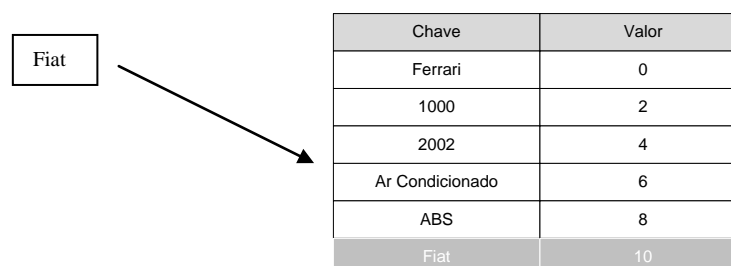 Fiat
Chave Valor
Ferrari 0
1000 2
2002 4
Ar Condicionado 6
ABS 8
Fiat 10